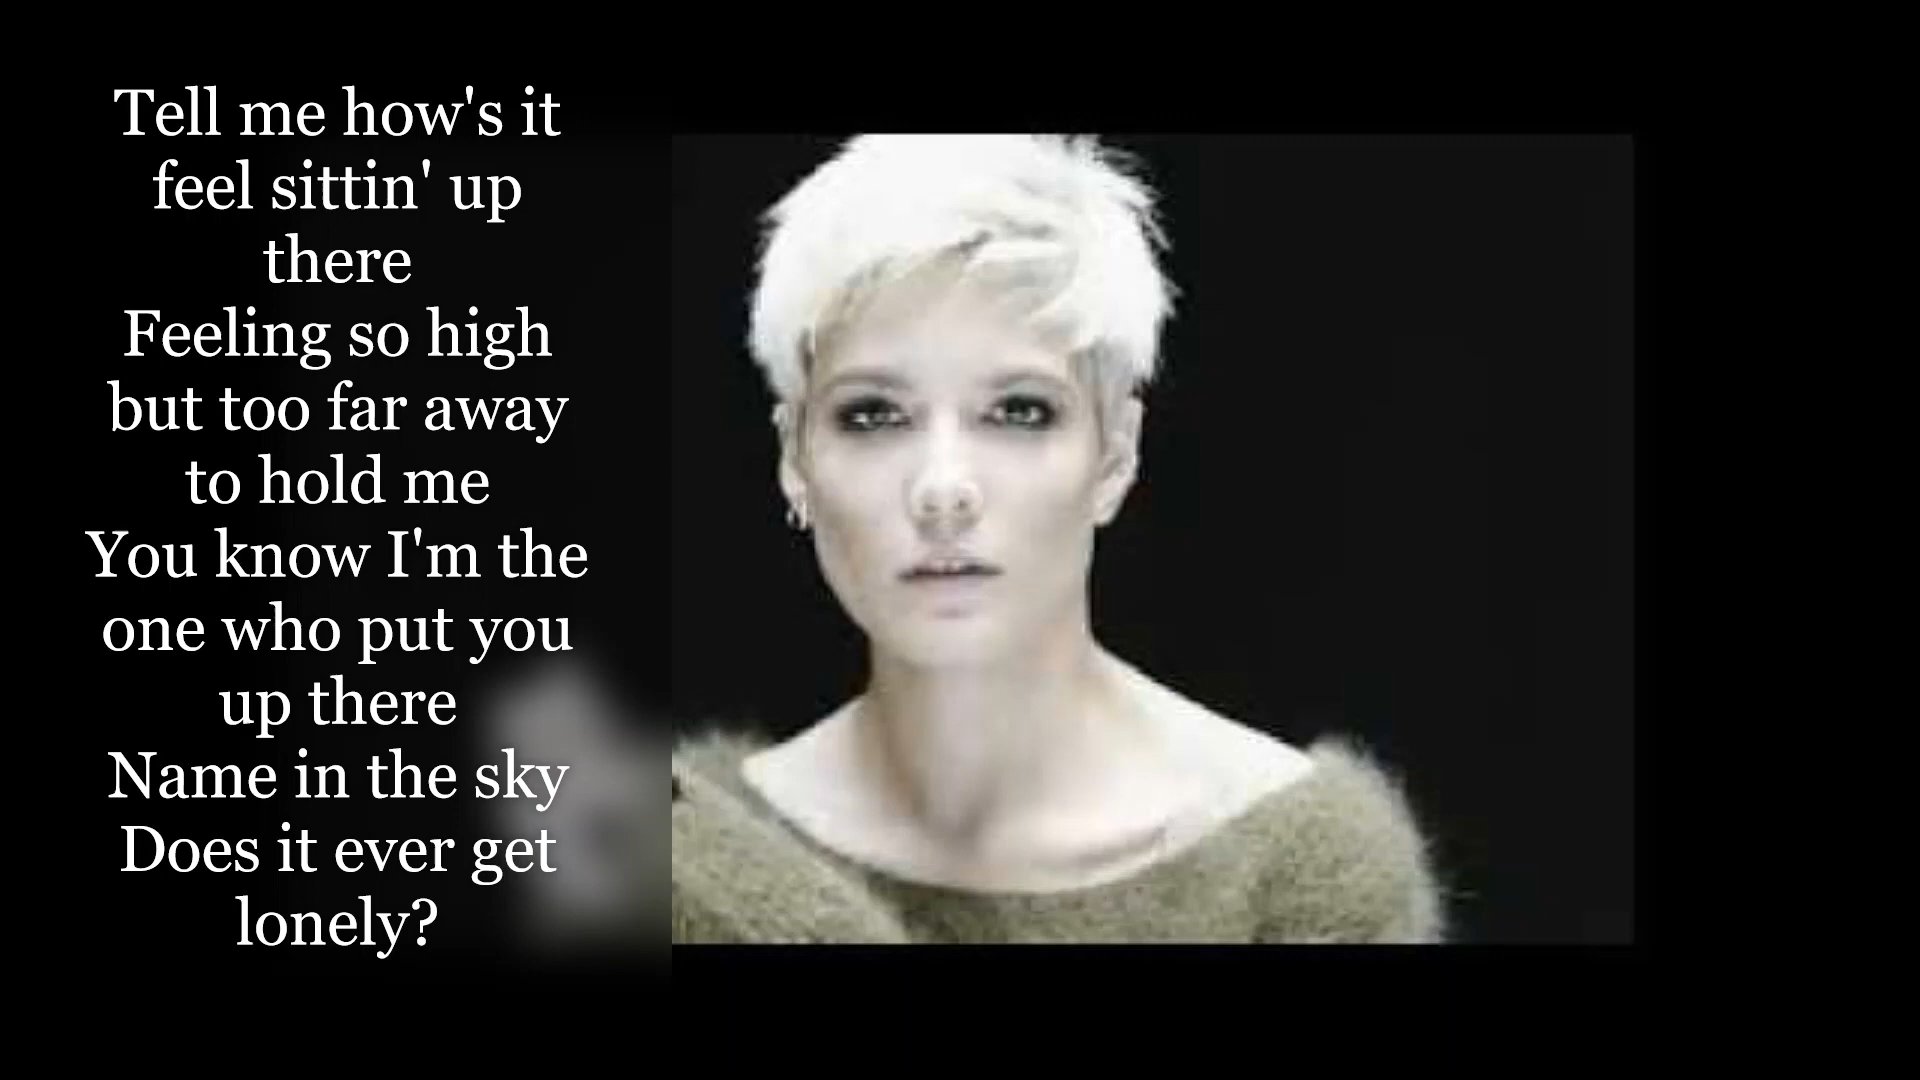 Tell me how's it
feel sittin' up
there
Feeling so high
but too far away
to hold me
You know I'm the
one who put you
up there
Name in the sky
Does it ever get
lonely?